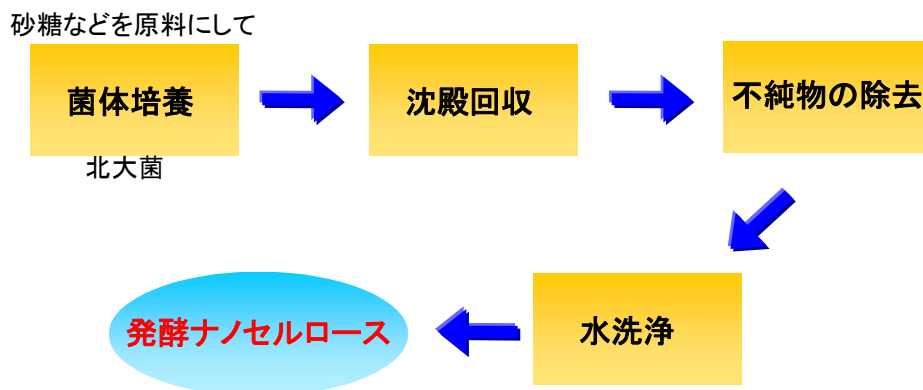 砂糖などを原料にして
菌体培養
北大菌
沈殿回収
不純物の除去
水洗浄
発酵ナノセルロース